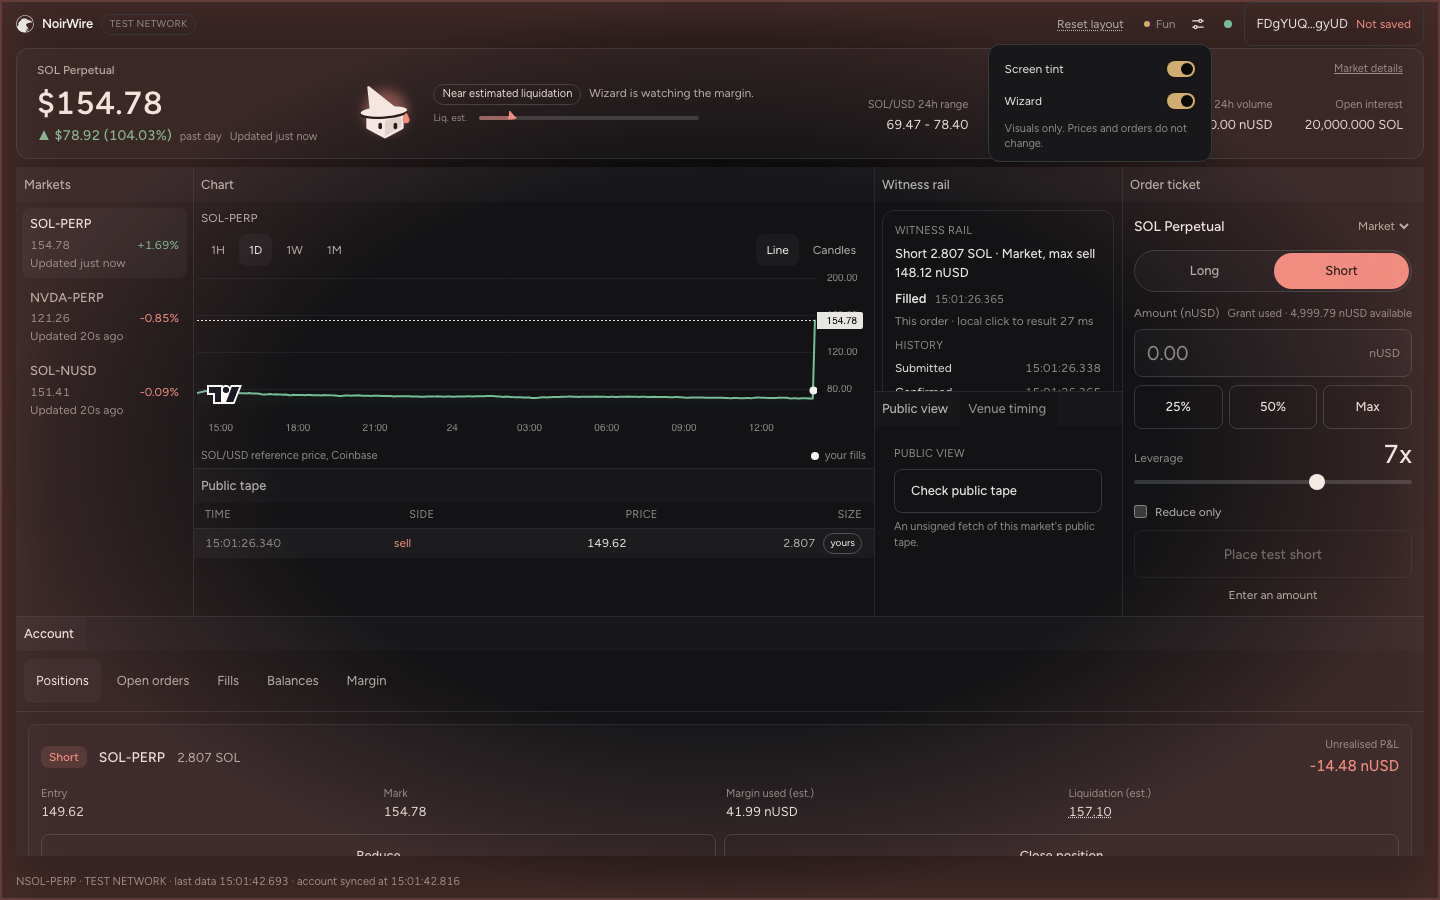 NoirWire
TEST NETWORK
Reset layout
Fun
FDgYUQ...gyUD
Not saved
SOL Perpetual
$154.78
▲ $78.92 (104.03%) past day Updated just now
Near estimated liquidation
Wizard is watching the margin.
Liq. est.
SOL/USD 24h range
69.47 - 78.40
Screen tint
Wizard
Visuals only. Prices and orders do not
change.
Market details
24h volume
0.00 nUSD
Open interest
20,000.000 SOL
Markets
SOL-PERP
154.78 +1.69%
Updated just now
NVDA-PERP
121.26 -0.85%
Updated 20s ago
SOL-NUSD
151.41 -0.09%
Updated 20s ago
Chart
SOL-PERP
1H 1D 1W 1M
Line Candles
200.00
154.78
120.00
80.00
15:00 18:00 21:00 24 03:00 06:00 09:00 12:00
SOL/USD reference price, Coinbase
your fills
Public tape
TIME SIDE PRICE SIZE
15:01:26.340 sell 149.62 2.807 yours
Witness rail
WITNESS RAIL
Short 2.807 SOL · Market, max sell
148.12 nUSD
Filled 15:01:26.365
This order · local click to result 27 ms
HISTORY
Submitted 15:01:26.338
Confirmed 15:01:26.365
Public view Venue timing
PUBLIC VIEW
Check public tape
An unsigned fetch of this market's public
tape.
Order ticket
SOL Perpetual Market
Long Short
Amount (nUSD) Grant used · 4,999.79 nUSD available
0.00 nUSD
25% 50% Max
Leverage 7x
Reduce only
Place test short
Enter an amount
Account
Positions Open orders Fills Balances Margin
Short SOL-PERP 2.807 SOL
Unrealised P&L
-14.48 nUSD
Entry
149.62
Mark
154.78
Margin used (est.)
41.99 nUSD
Liquidation (est.)
157.10
Reduce
Close position
NSOL-PERP · TEST NETWORK · last data 15:01:42.693 · account synced at 15:01:42.816